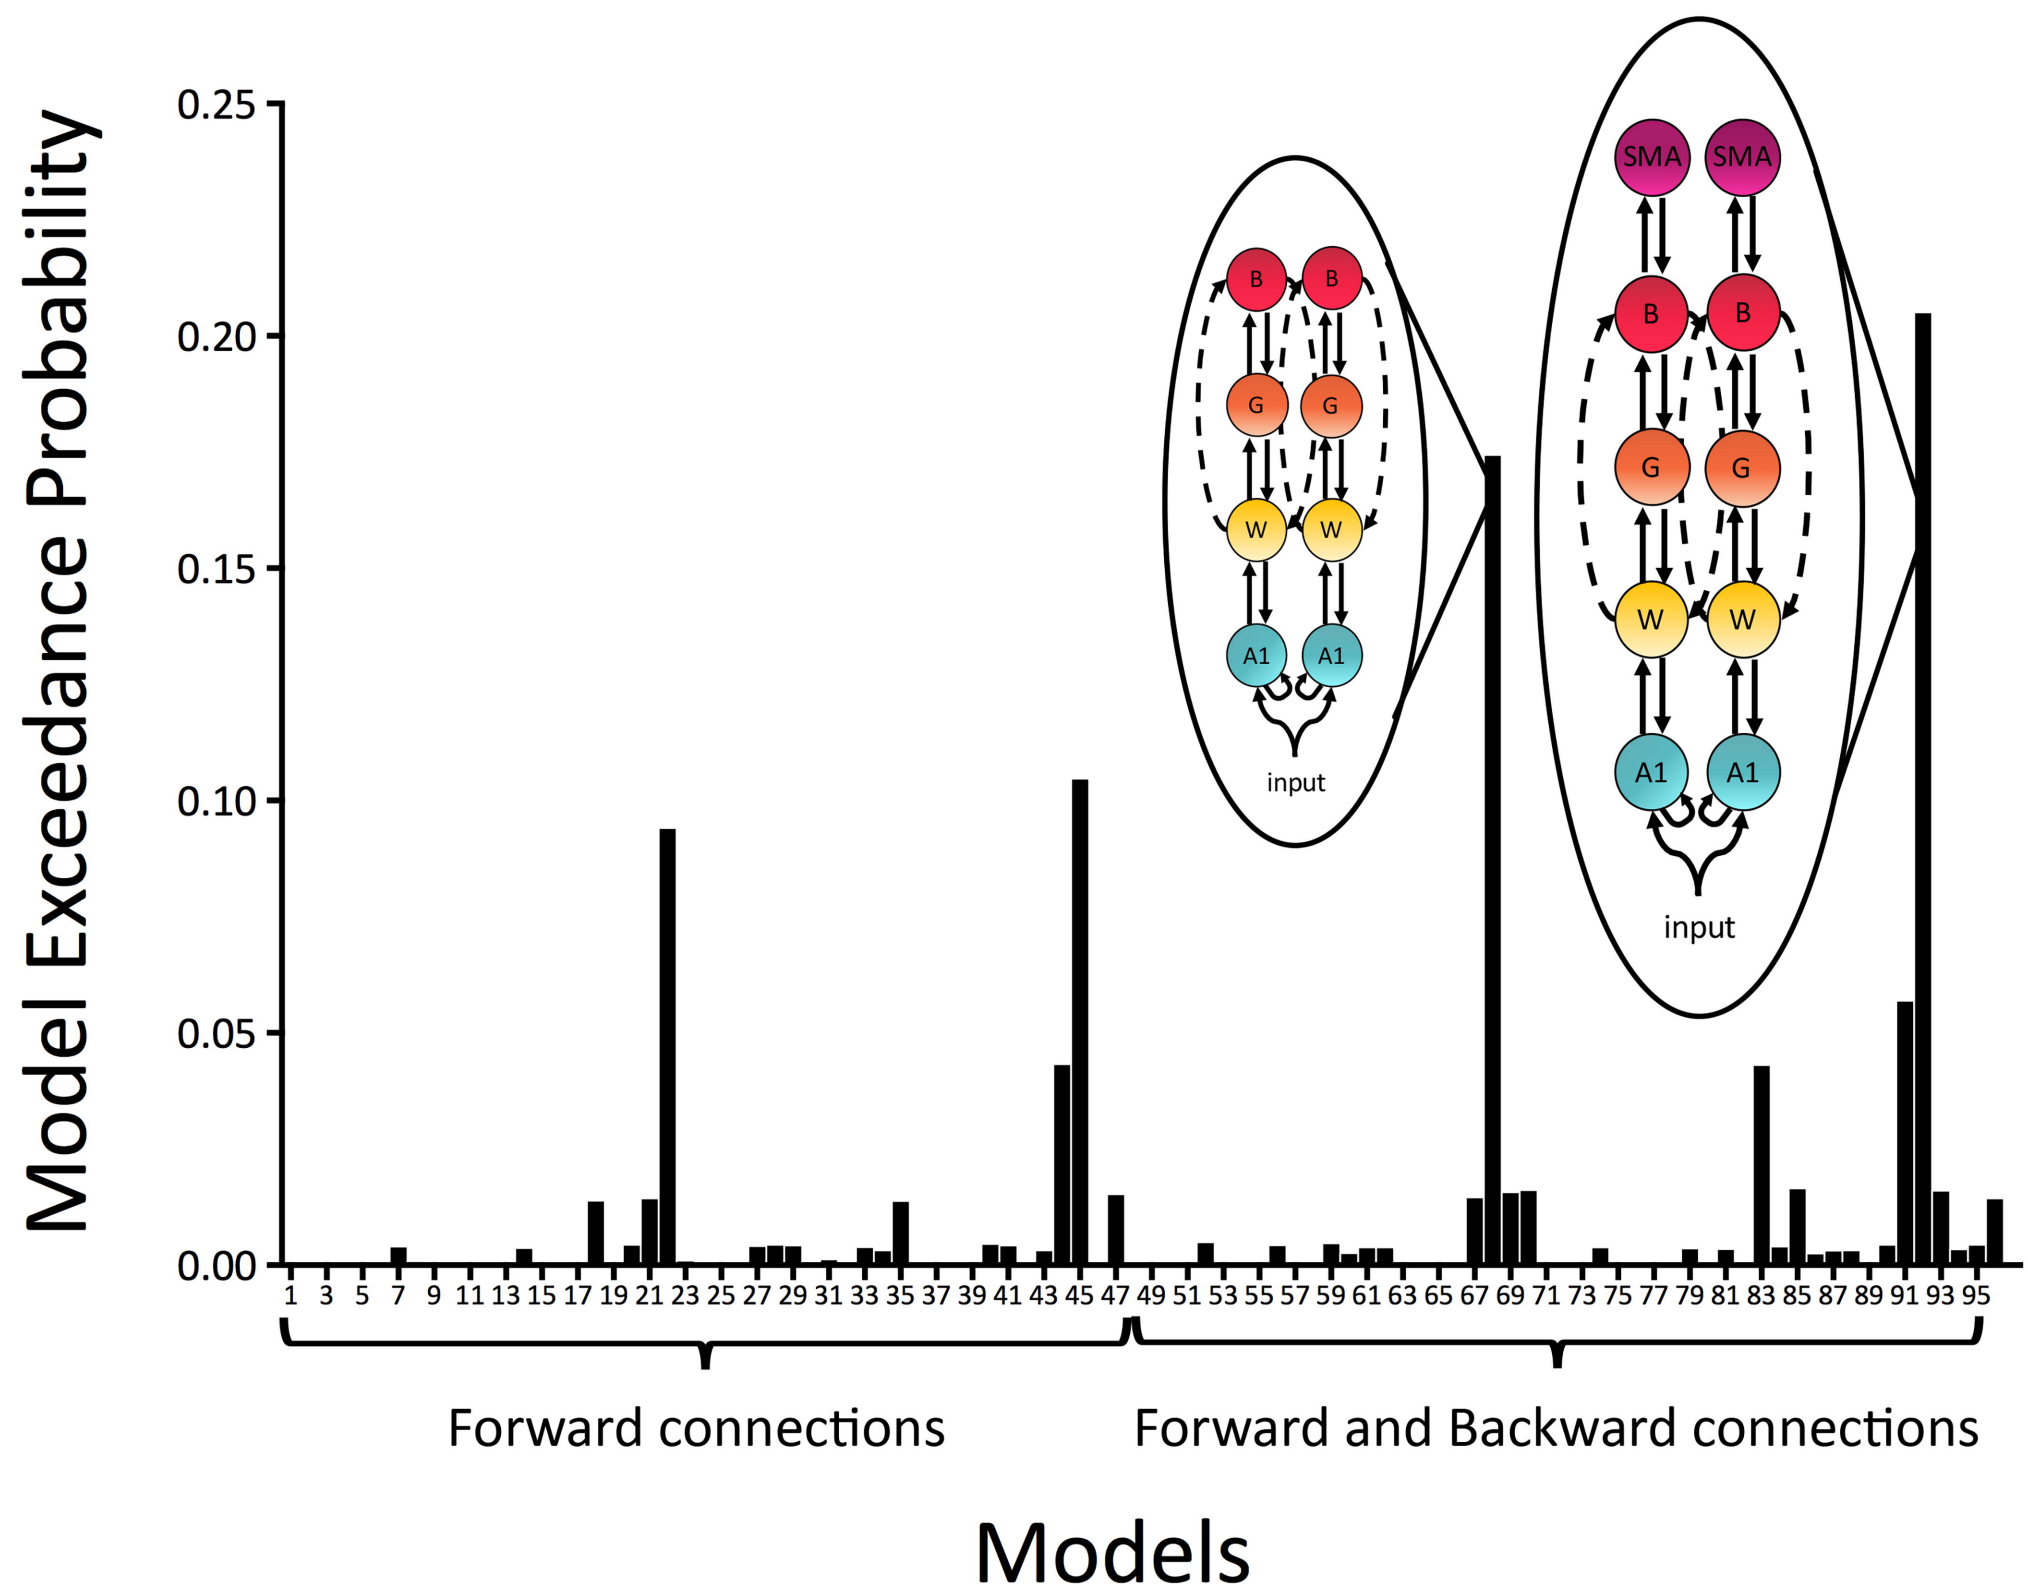 Model Exceedance Probability
0.25
0.20
0.15
0.10
0.05
0.00
B B
G G
W W
A1 A1
input
SMA SMA
B B
G G
W W
A1 A1
input
1 3 5 7 9 11 13 15 17 19 21 23 25 27 29 31 33 35 37 39 41 43 45 47 49 51 53 55 57 59 61 63 65 67 69 71 73 75 77 79 81 83 85 87 89 91 93 95
Forward connections Forward and Backward connections
Models